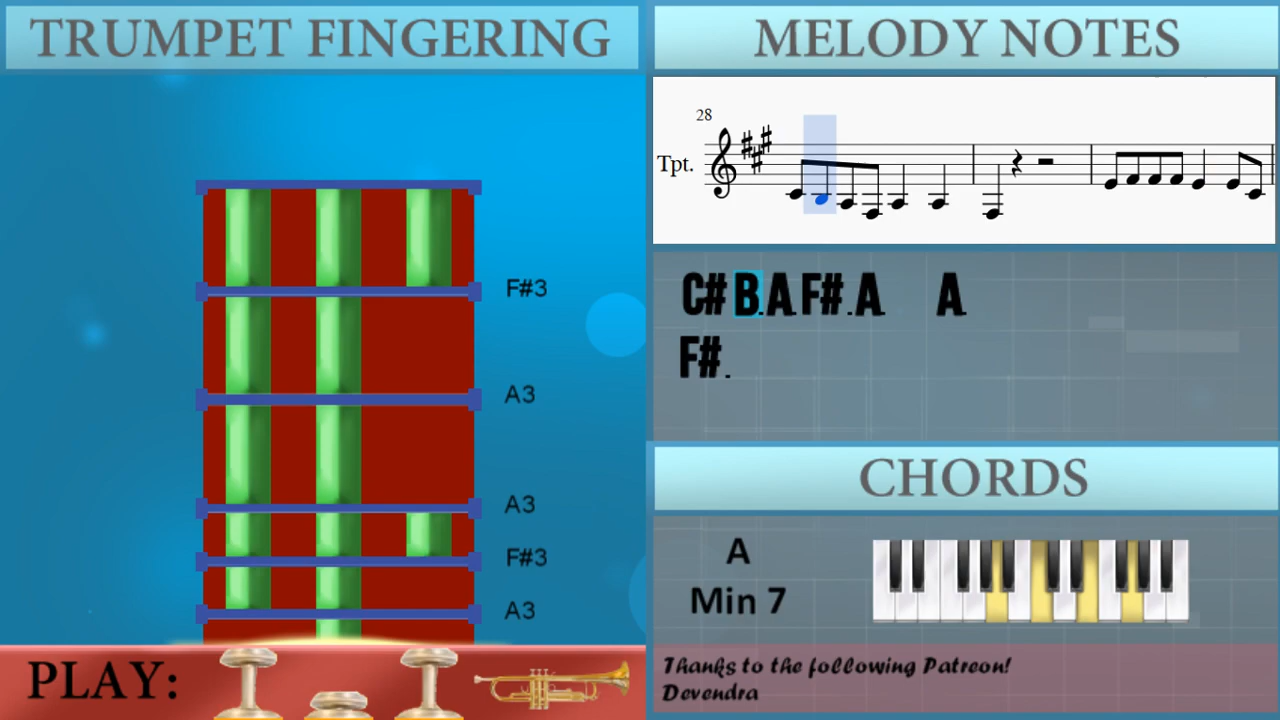 TRUMPET FINGERING
F#3
A3
A3
F#3
A3
PLAY:
MELODY NOTES
28
Tpt.
C# B. A. F#. A. A.
F#.
CHORDS
A
Min 7
Thanks to the following Patreon!
Devendra